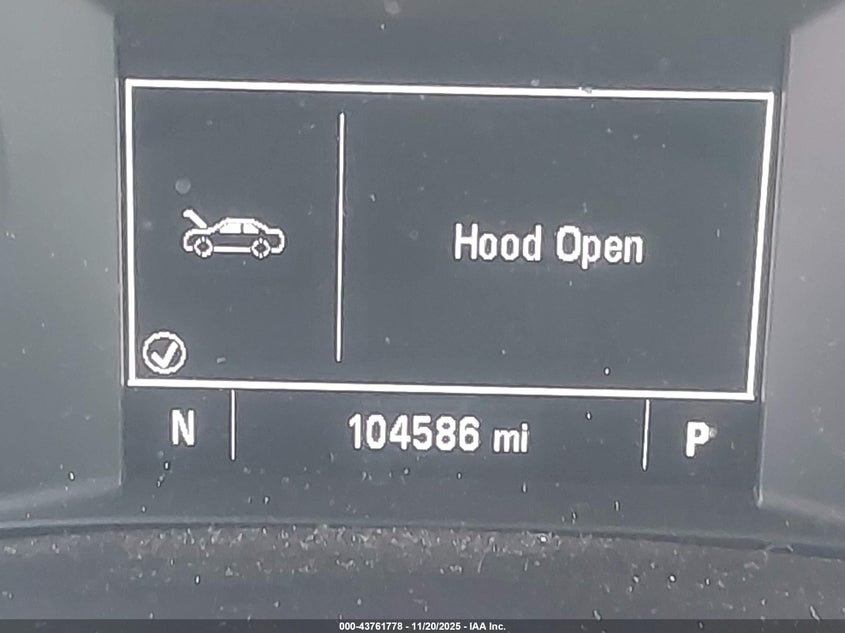 Hood Open
N 104586 mi P
000-43761778 - 11/20/2025 - IAA Inc.